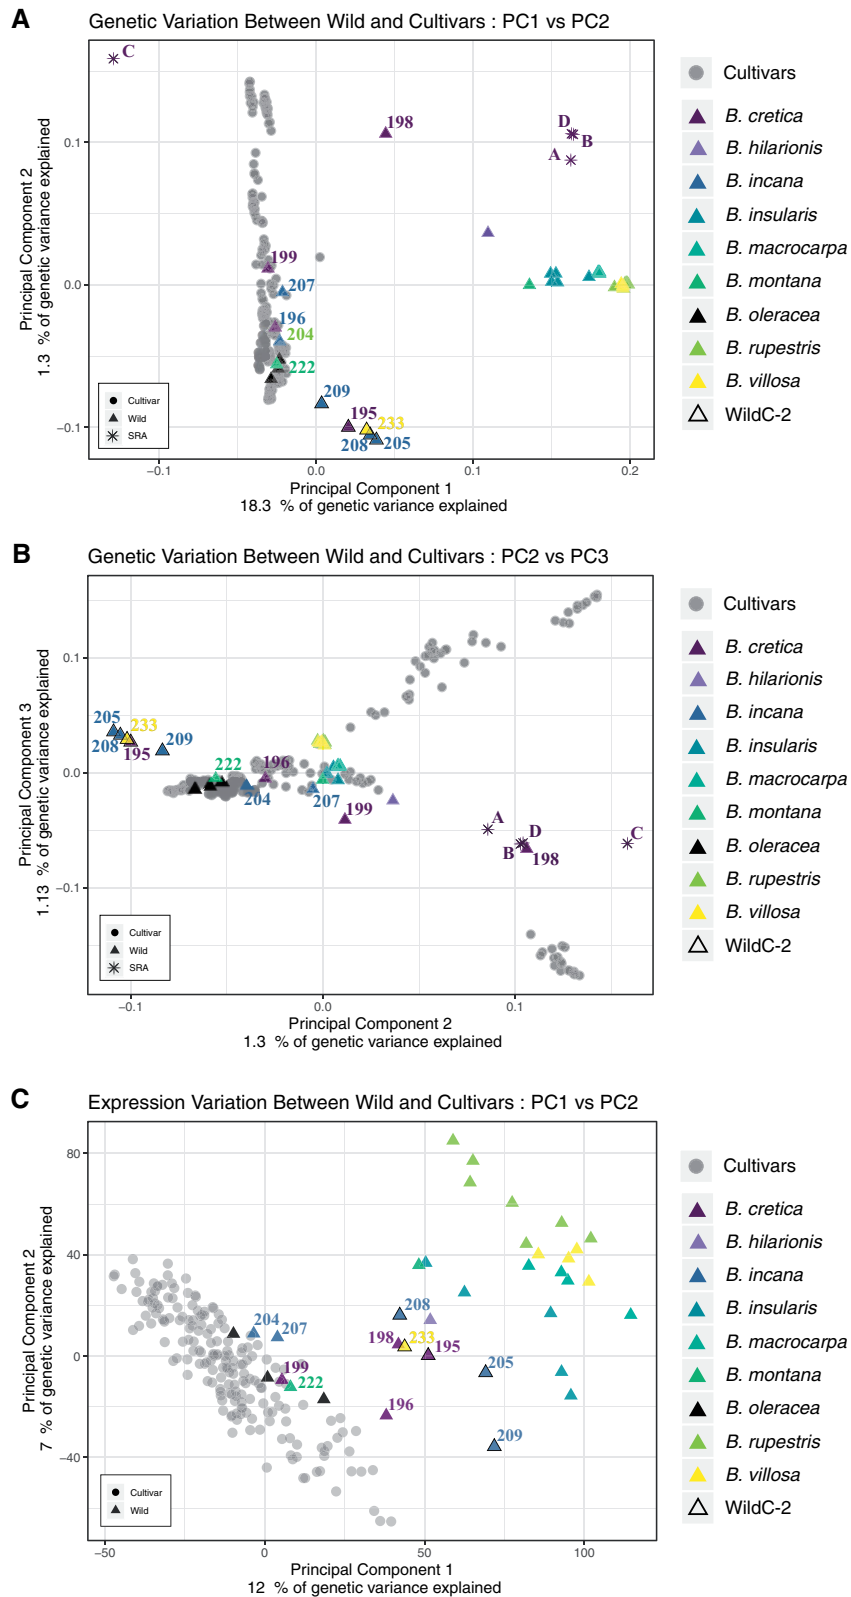 A
Genetic Variation Between Wild and Cultivars : PC1 vs PC2
C
198
D
B
A
199
207
196
204
222
209
195
233
208
205
0.1
0.0
−0.1
Principal Component 2
1.3 % of genetic variance explained
Cultivar
Wild
SRA
−0.1
0.0
0.1
0.2
Principal Component 1
18.3 % of genetic variance explained
Cultivars
B. cretica
B. hilarionis
B. incana
B. insularis
B. macrocarpa
B. montana
B. oleracea
B. rupestris
B. villosa
WildC-2
B
Genetic Variation Between Wild and Cultivars : PC2 vs PC3
205
233
208
195
209
222
196
204
207
199
A
D
B
198
C
0.1
0.0
−0.1
Principal Component 3
1.13 % of genetic variance explained
Cultivar
Wild
SRA
−0.1
0.0
0.1
Principal Component 2
1.3 % of genetic variance explained
Cultivars
B. cretica
B. hilarionis
B. incana
B. insularis
B. macrocarpa
B. montana
B. oleracea
B. rupestris
B. villosa
WildC-2
C
Expression Variation Between Wild and Cultivars : PC1 vs PC2
204
207
208
198
233
195
199
222
205
196
209
80
40
0
−40
Principal Component 2
7 % of genetic variance explained
Cultivar
Wild
−50
0
50
100
Principal Component 1
12 % of genetic variance explained
Cultivars
B. cretica
B. hilarionis
B. incana
B. insularis
B. macrocarpa
B. montana
B. oleracea
B. rupestris
B. villosa
WildC-2